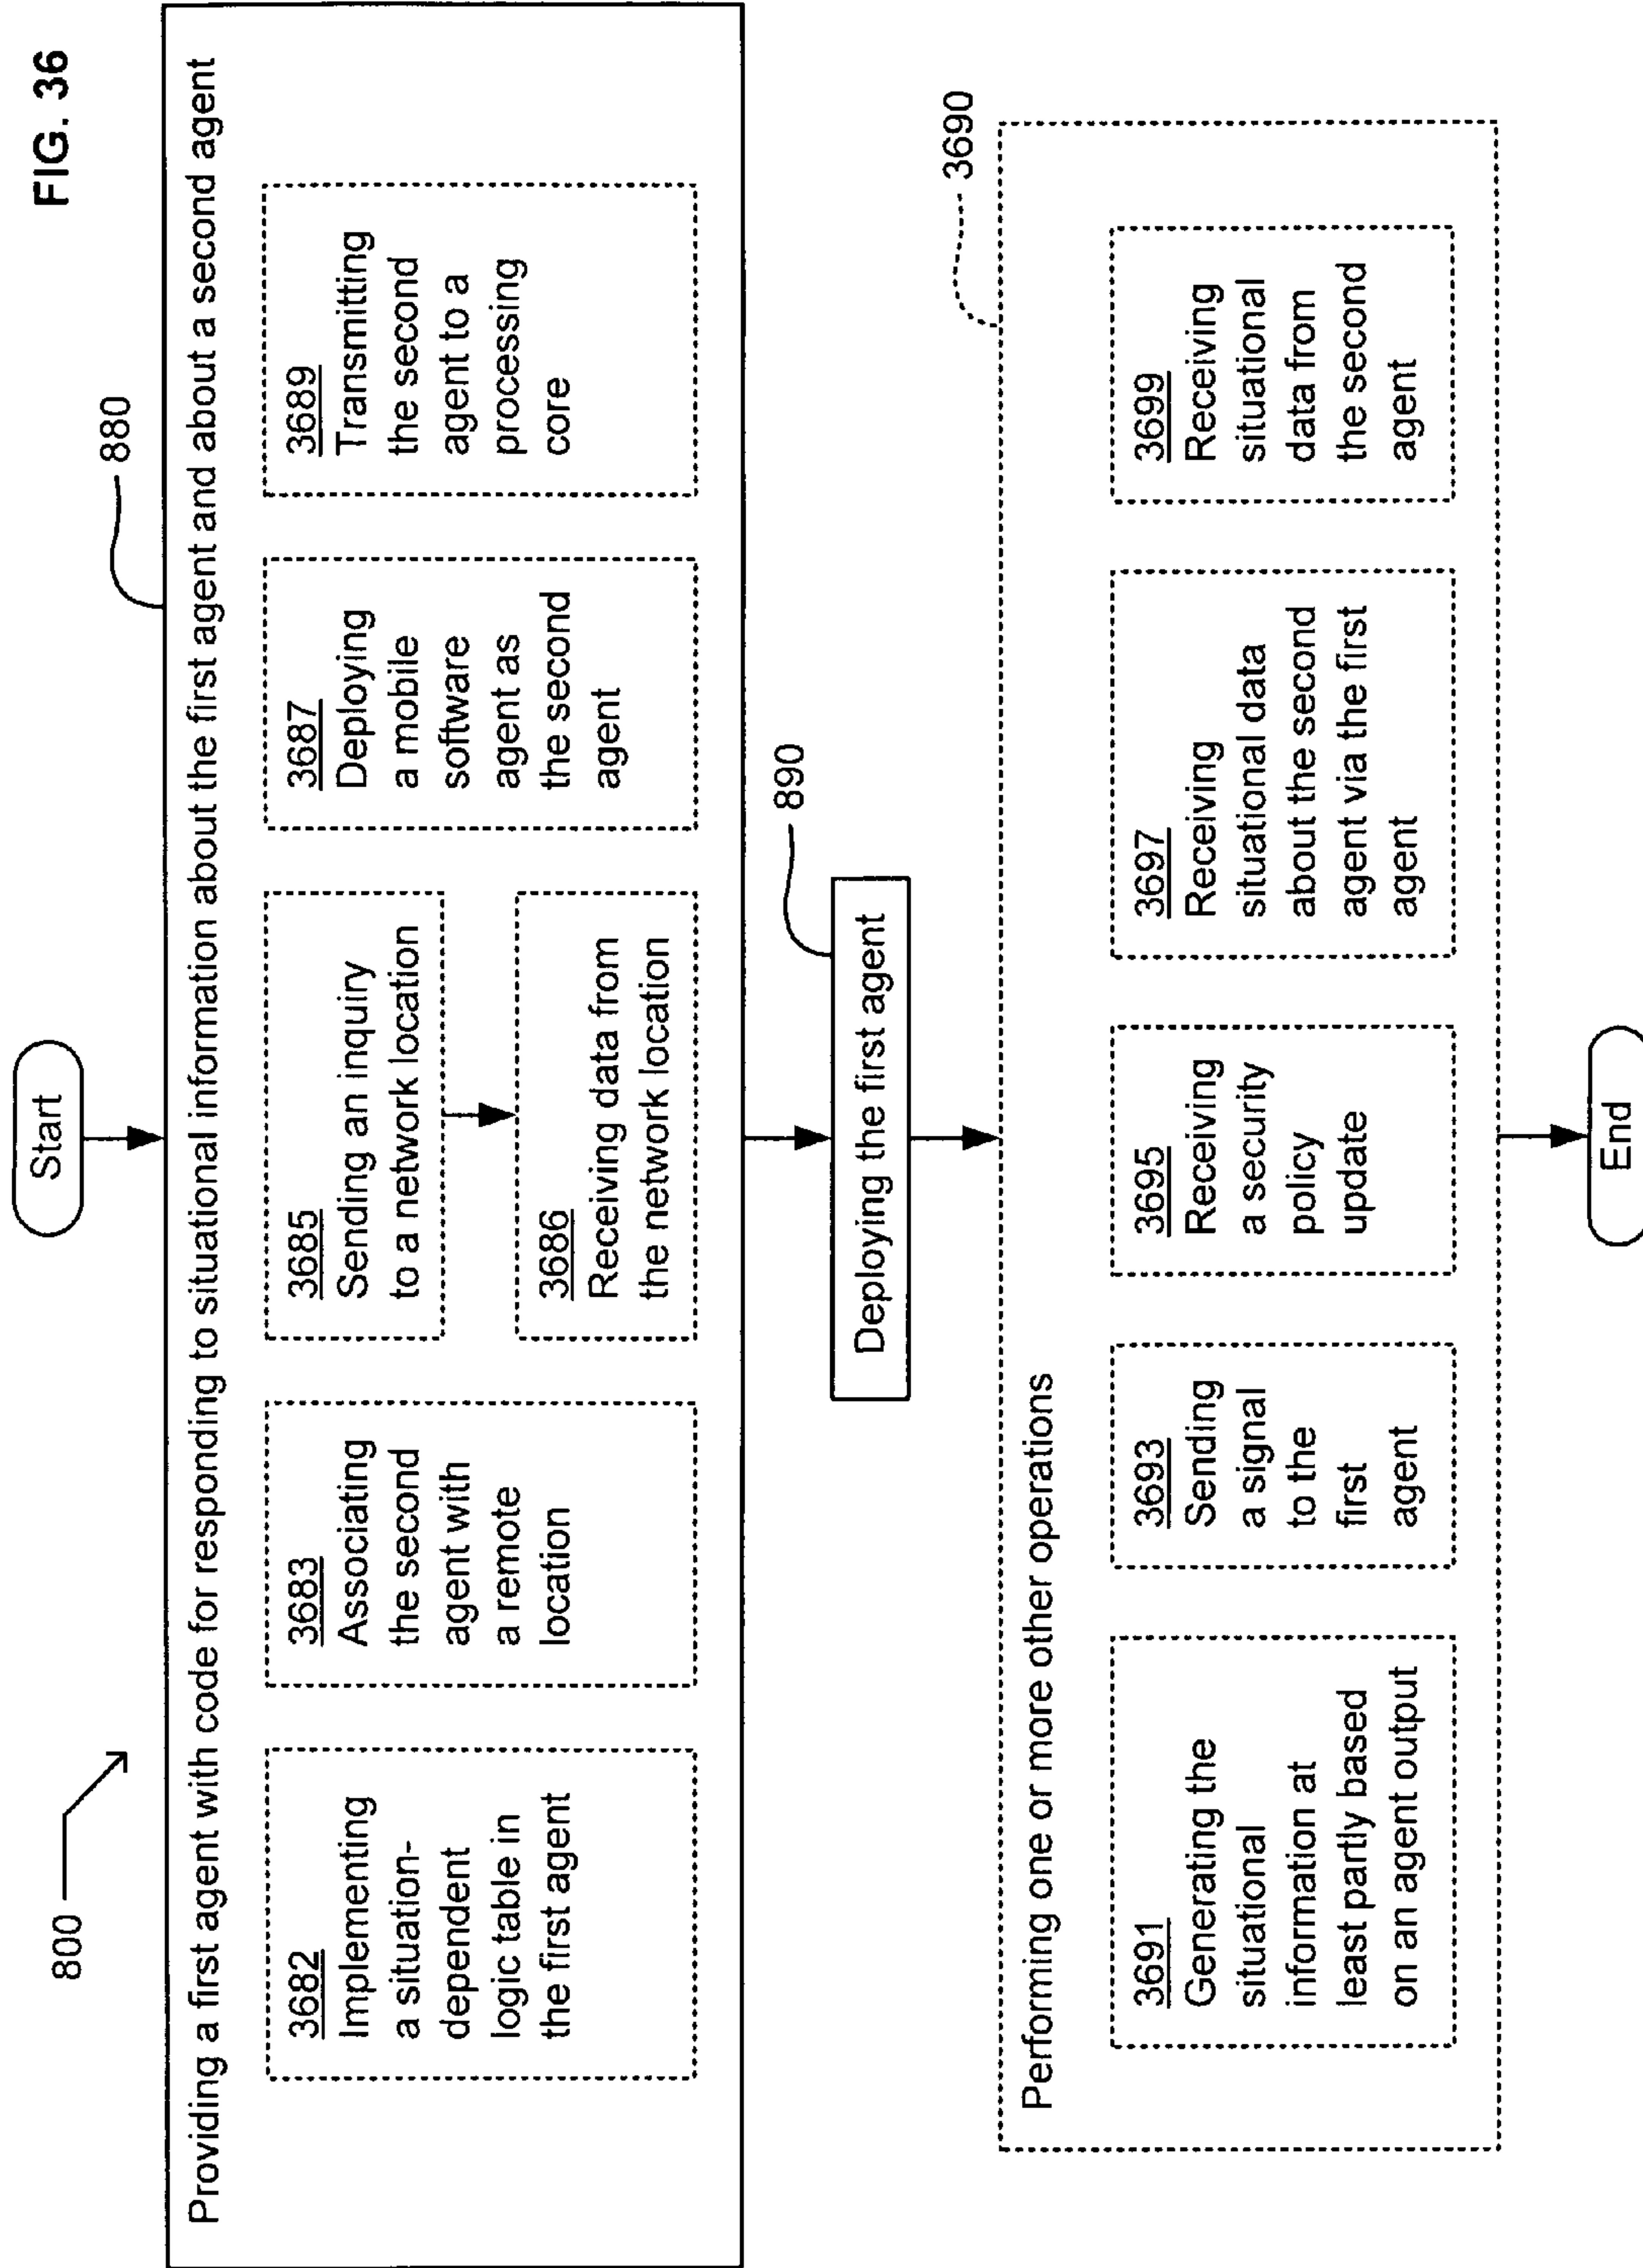 FIG. 36
800
Start
880
Providing a first agent with code for responding to situational information about the first agent and about a second agent
3682
Implementing
a situation-
dependent
logic table in
the first agent
3683
Associating
the second
agent with
a remote
location
3685
Sending an inquiry
to a network location
3686
Receiving data from
the network location
3687
Deploying
a mobile
software
agent as
the second
agent
3689
Transmitting
the second
agent to a
processing
core
890
Deploying the first agent
3690
Performing one or more other operations
3691
Generating the
situational
information at
least partly based
on an agent output
3693
Sending
a signal
to the
first
agent
3695
Receiving
a security
policy
update
3697
Receiving
situational data
about the second
agent via the first
agent
3699
Receiving
situational
data from
the second
agent
End